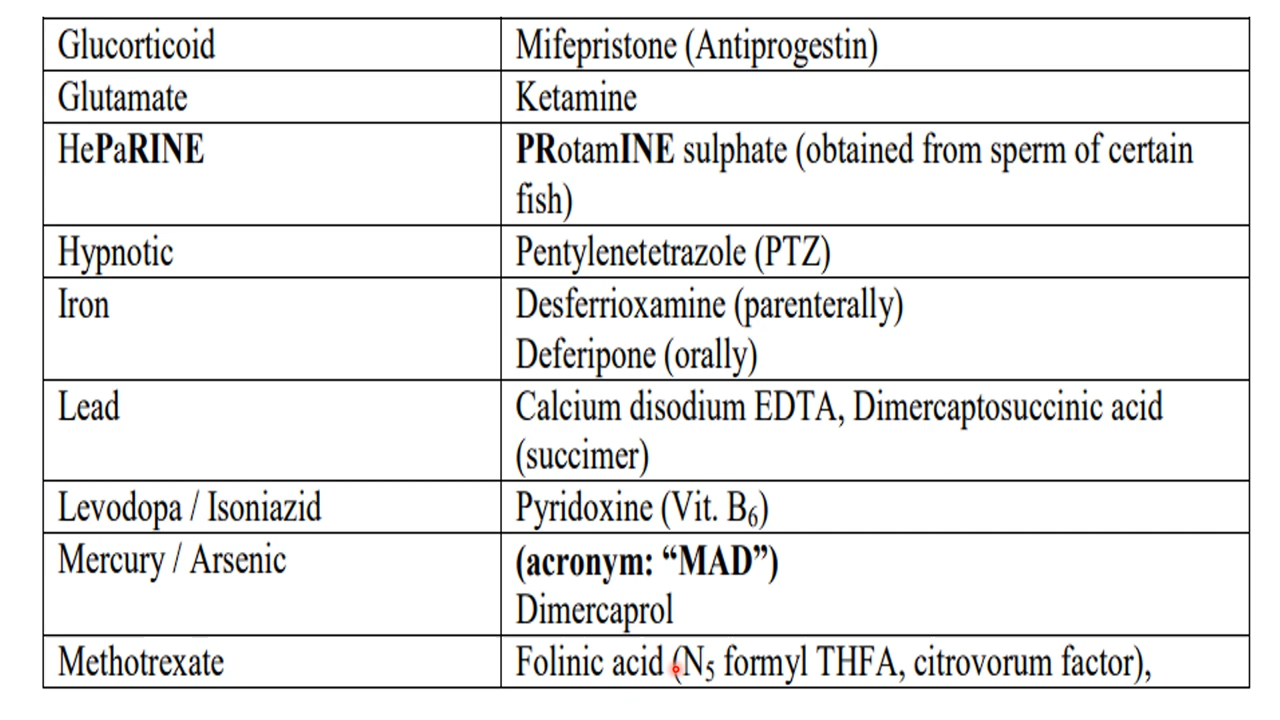 Glucorticoid
Mifepristone (Antiprogestin)
Glutamate
Ketamine
HePaRINE
PRotamINE sulphate (obtained from sperm of certain
fish)
Hypnotic
Pentylenetetrazole (PTZ)
Iron
Desferrioxamine (parenterally)
Deferipone (orally)
Lead
Calcium disodium EDTA, Dimercaptosuccinic acid
(succimer)
Levodopa / Isoniazid
Pyridoxine (Vit. B₆)
Mercury / Arsenic
(acronym: “MAD”)
Dimercaprol
Methotrexate
Folinic acid (N₅ formyl THFA, citrovorum factor),